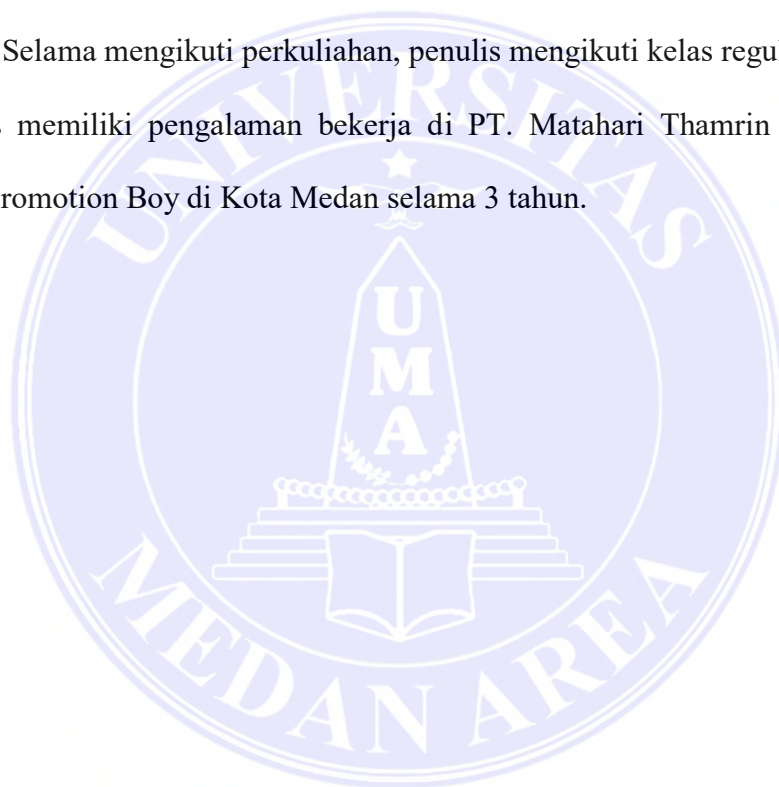 Selama mengikuti perkuliahan, penulis mengikuti kelas regul
memiliki pengalaman bekerja di PT. Matahari Thamrin
romotion Boy di Kota Medan selama 3 tahun.
UNIVERSITAS
UMA
MEDAN AREA